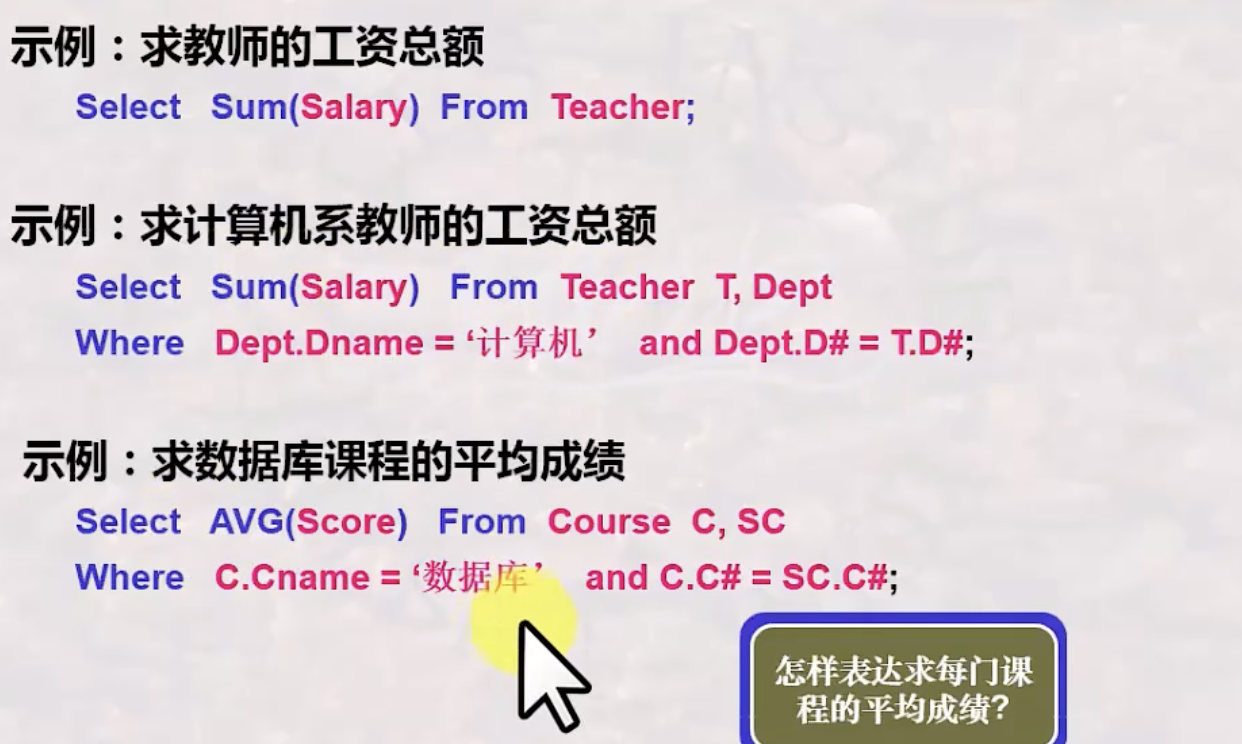 示例：求教师的工资总额
Select Sum(Salary) From Teacher;
示例：求计算机系教师的工资总额
Select Sum(Salary) From Teacher T, Dept
Where Dept.Dname = ‘计算机’ and Dept.D# = T.D#;
示例：求数据库课程的平均成绩
Select AVG(Score) From Course C, SC
Where C.Cname = ‘数据库’ and C.C# = SC.C#;
怎样表达求每门课
程的平均成绩?